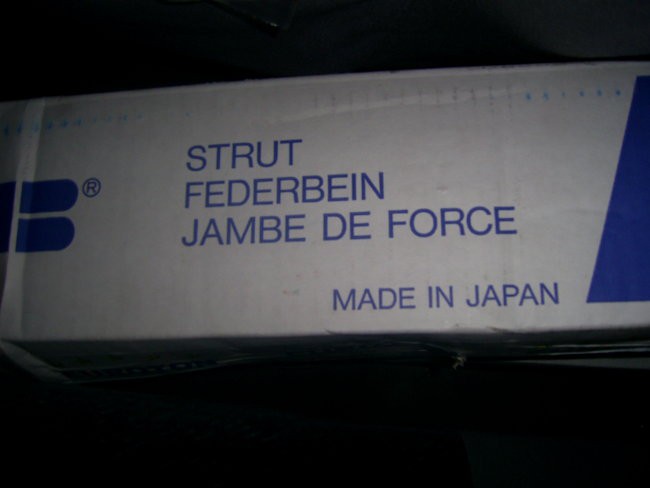 STRUT
FEDERBEIN
JAMBE DE FORCE
MADE IN JAPAN
®